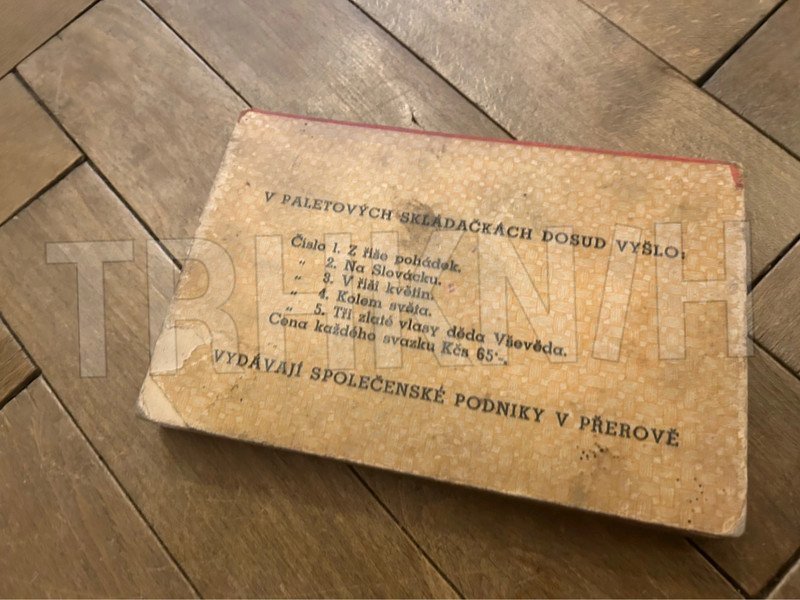 V PALETOVÝCH SKLÁDAČKÁCH DOSUD VYŠLO:
Číslo 1. Z říše pohádek.
„ 2. Na Slovácku.
„ 3. V říši květin.
„ 4. Kolem světa.
„ 5. Tři zlaté vlasy děda Vševěda.
Cena každého svazku Kčs 65·–.
VYDÁVAJÍ SPOLEČENSKÉ PODNIKY V PŘEROVĚ
TRHKNIH